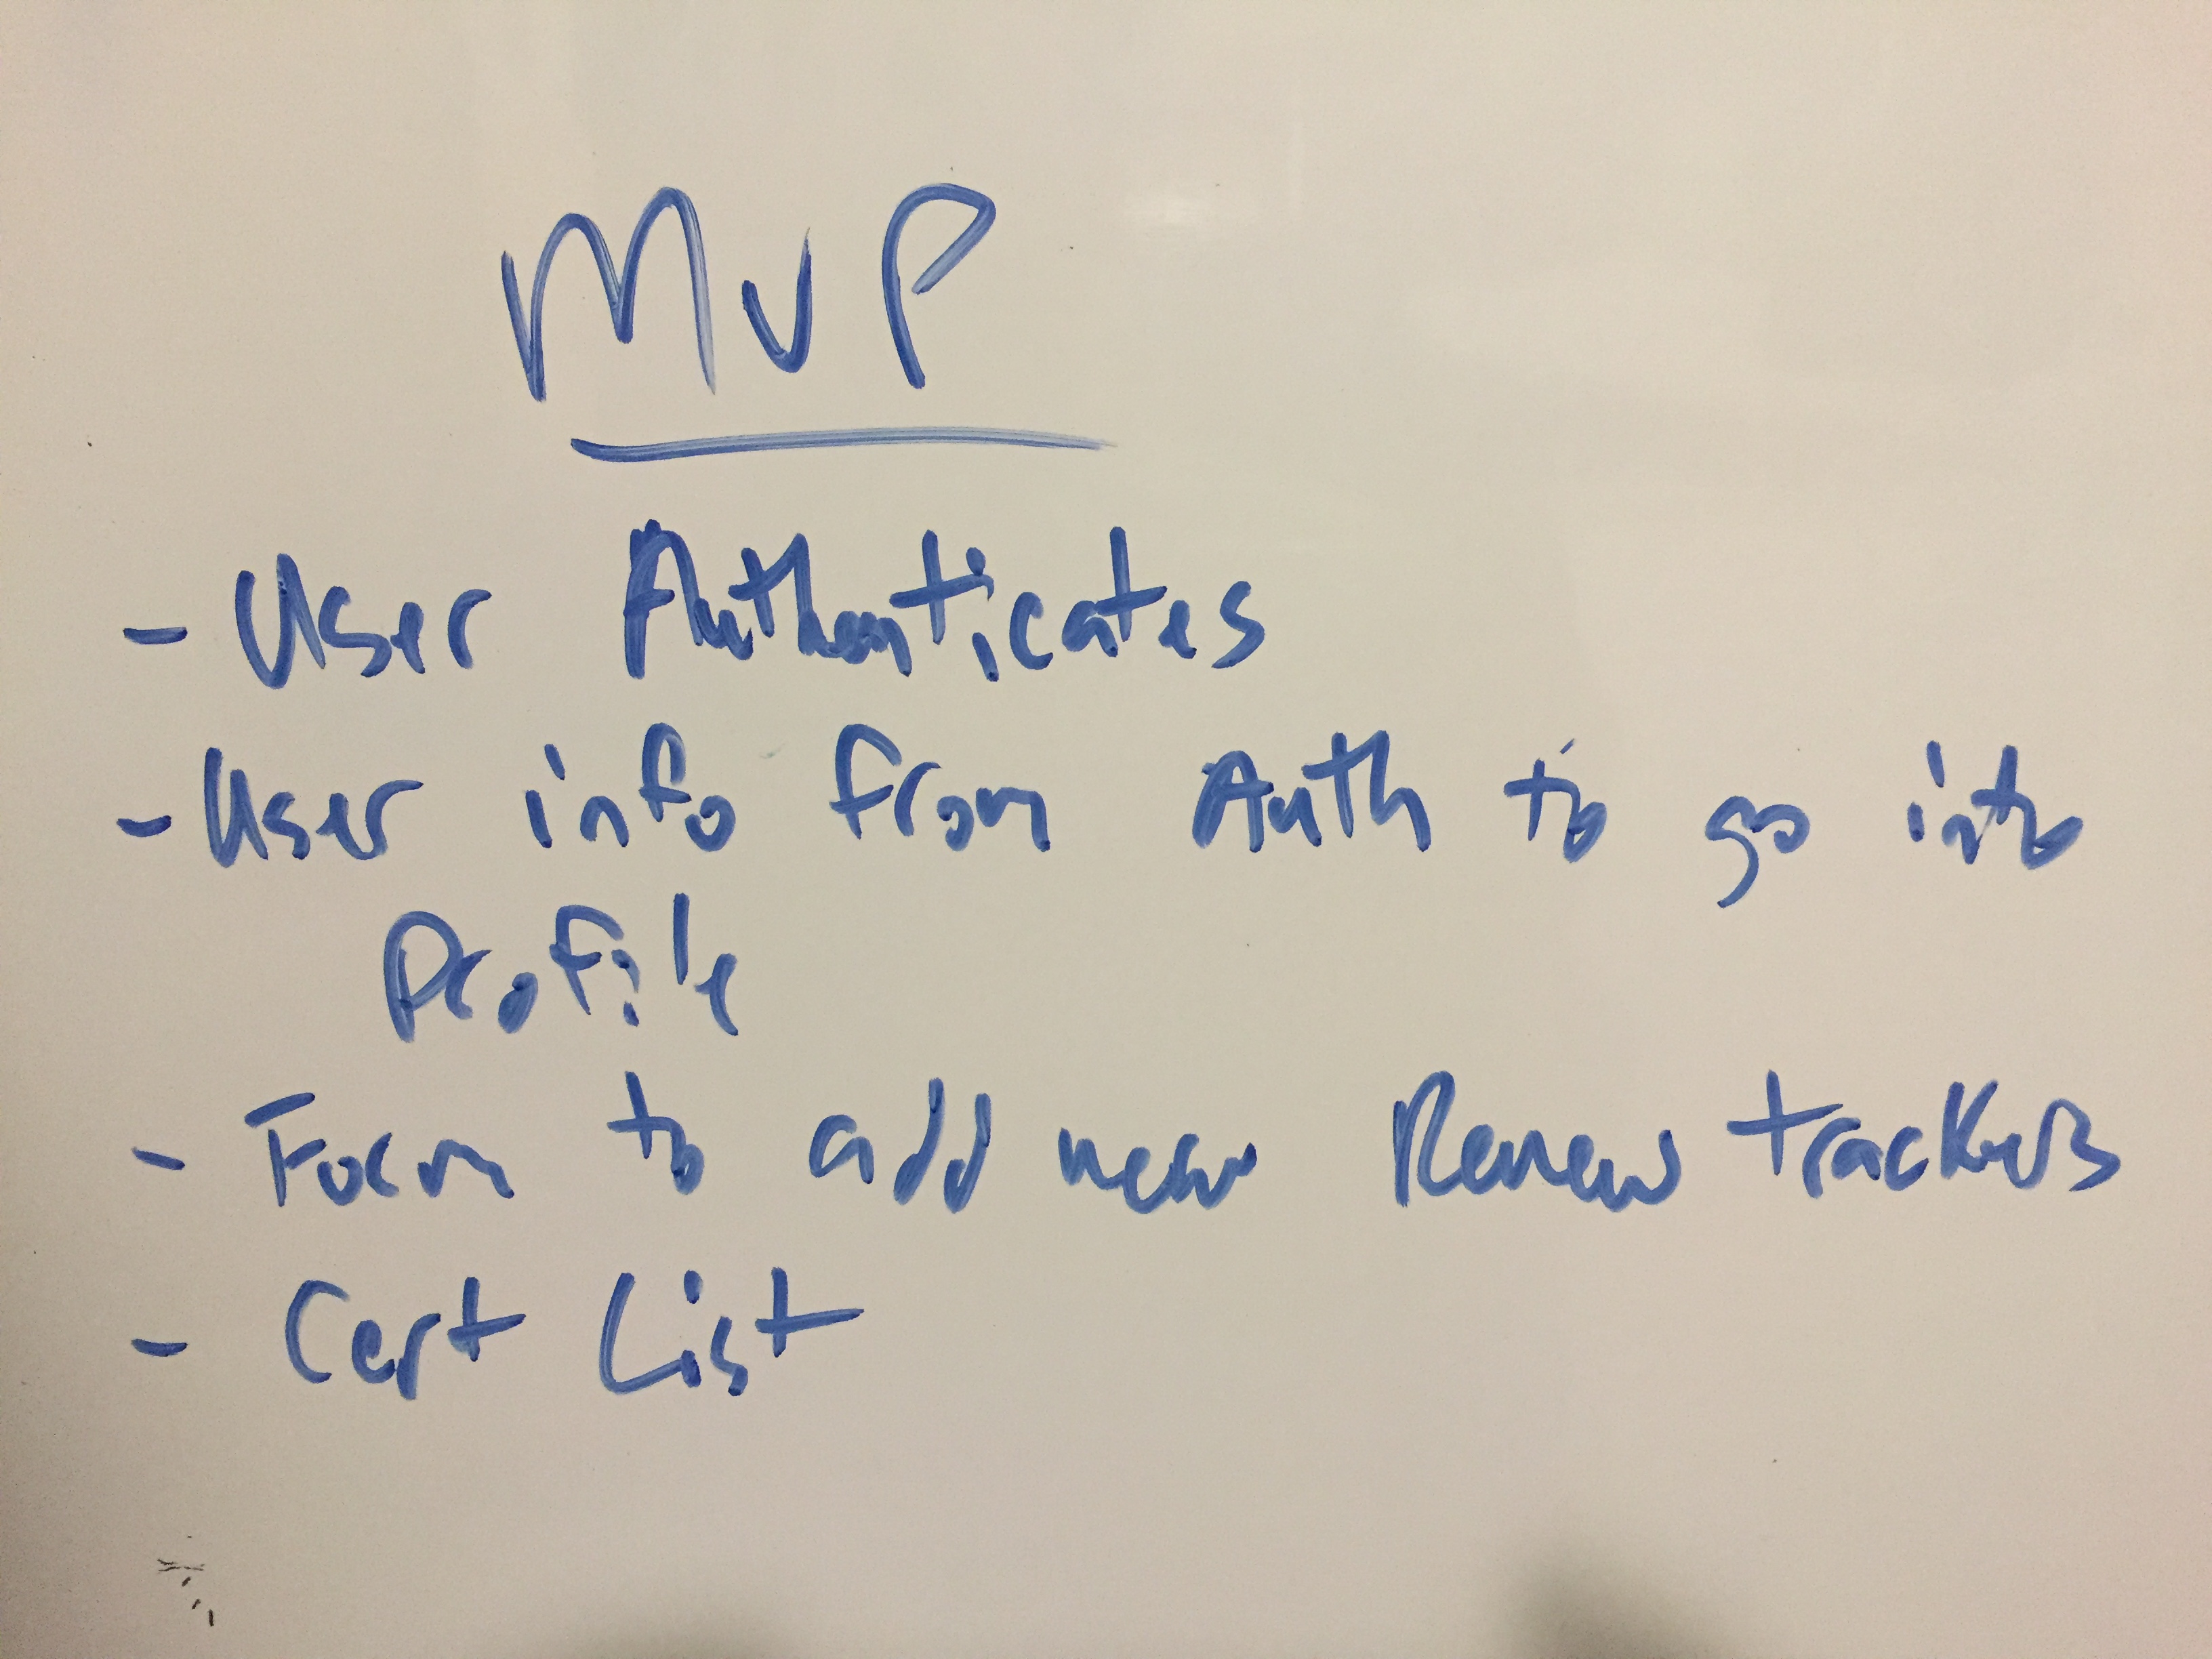 MVP
- User Authenticates
- User info from Auth to go into
Profile
- Form to add new Renew trackers
- Cert List